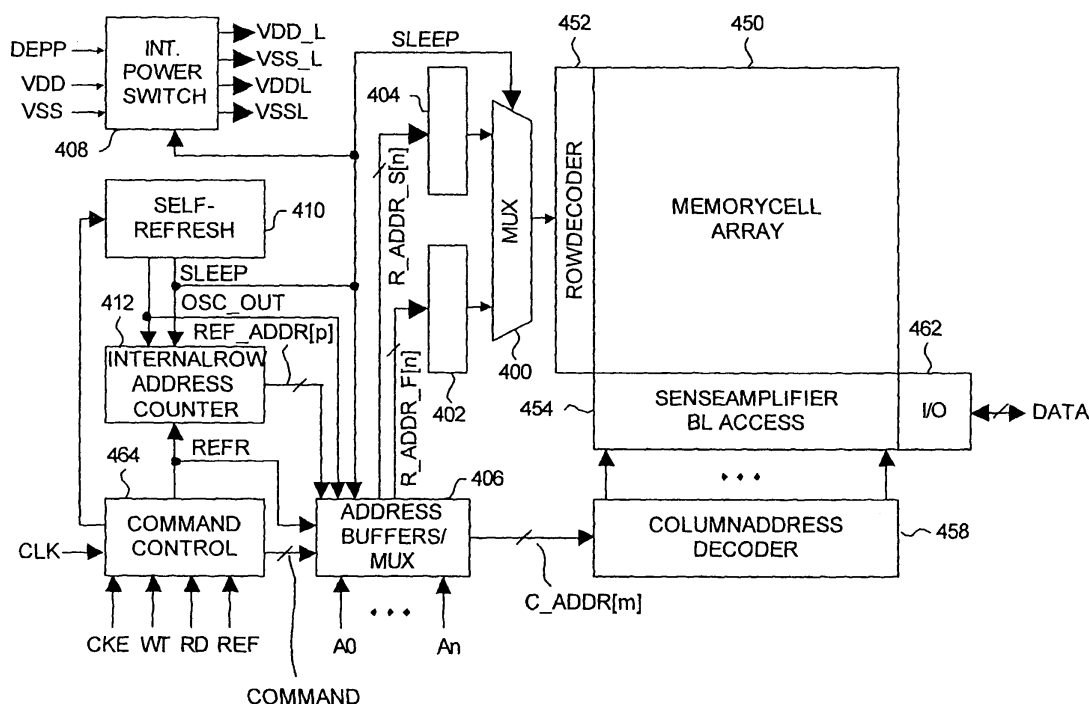 452
450
DEPP
VDD
VSS
INT.
POWER
SWITCH
VDD_L
VSS_L
VDDL
VSSL
408
SLEEP
404
R_ADDR_S[n]
MUX
ROWDECODER
MEMORYCELL
ARRAY
SELF-
REFRESH
410
SLEEP
OSC_OUT
412
REF_ADDR[p]
INTERNALROW
ADDRESS
COUNTER
R_ADDR_F[n]
402
400
462
454
SENSEAMPLIFIER
BL ACCESS
I/O
DATA
REFR
464
406
COMMAND
CONTROL
CLK
ADDRESS
BUFFERS/
MUX
COLUMNADDRESS
DECODER
458
C_ADDR[m]
CKE
WT
RD
REF
A0
An
COMMAND